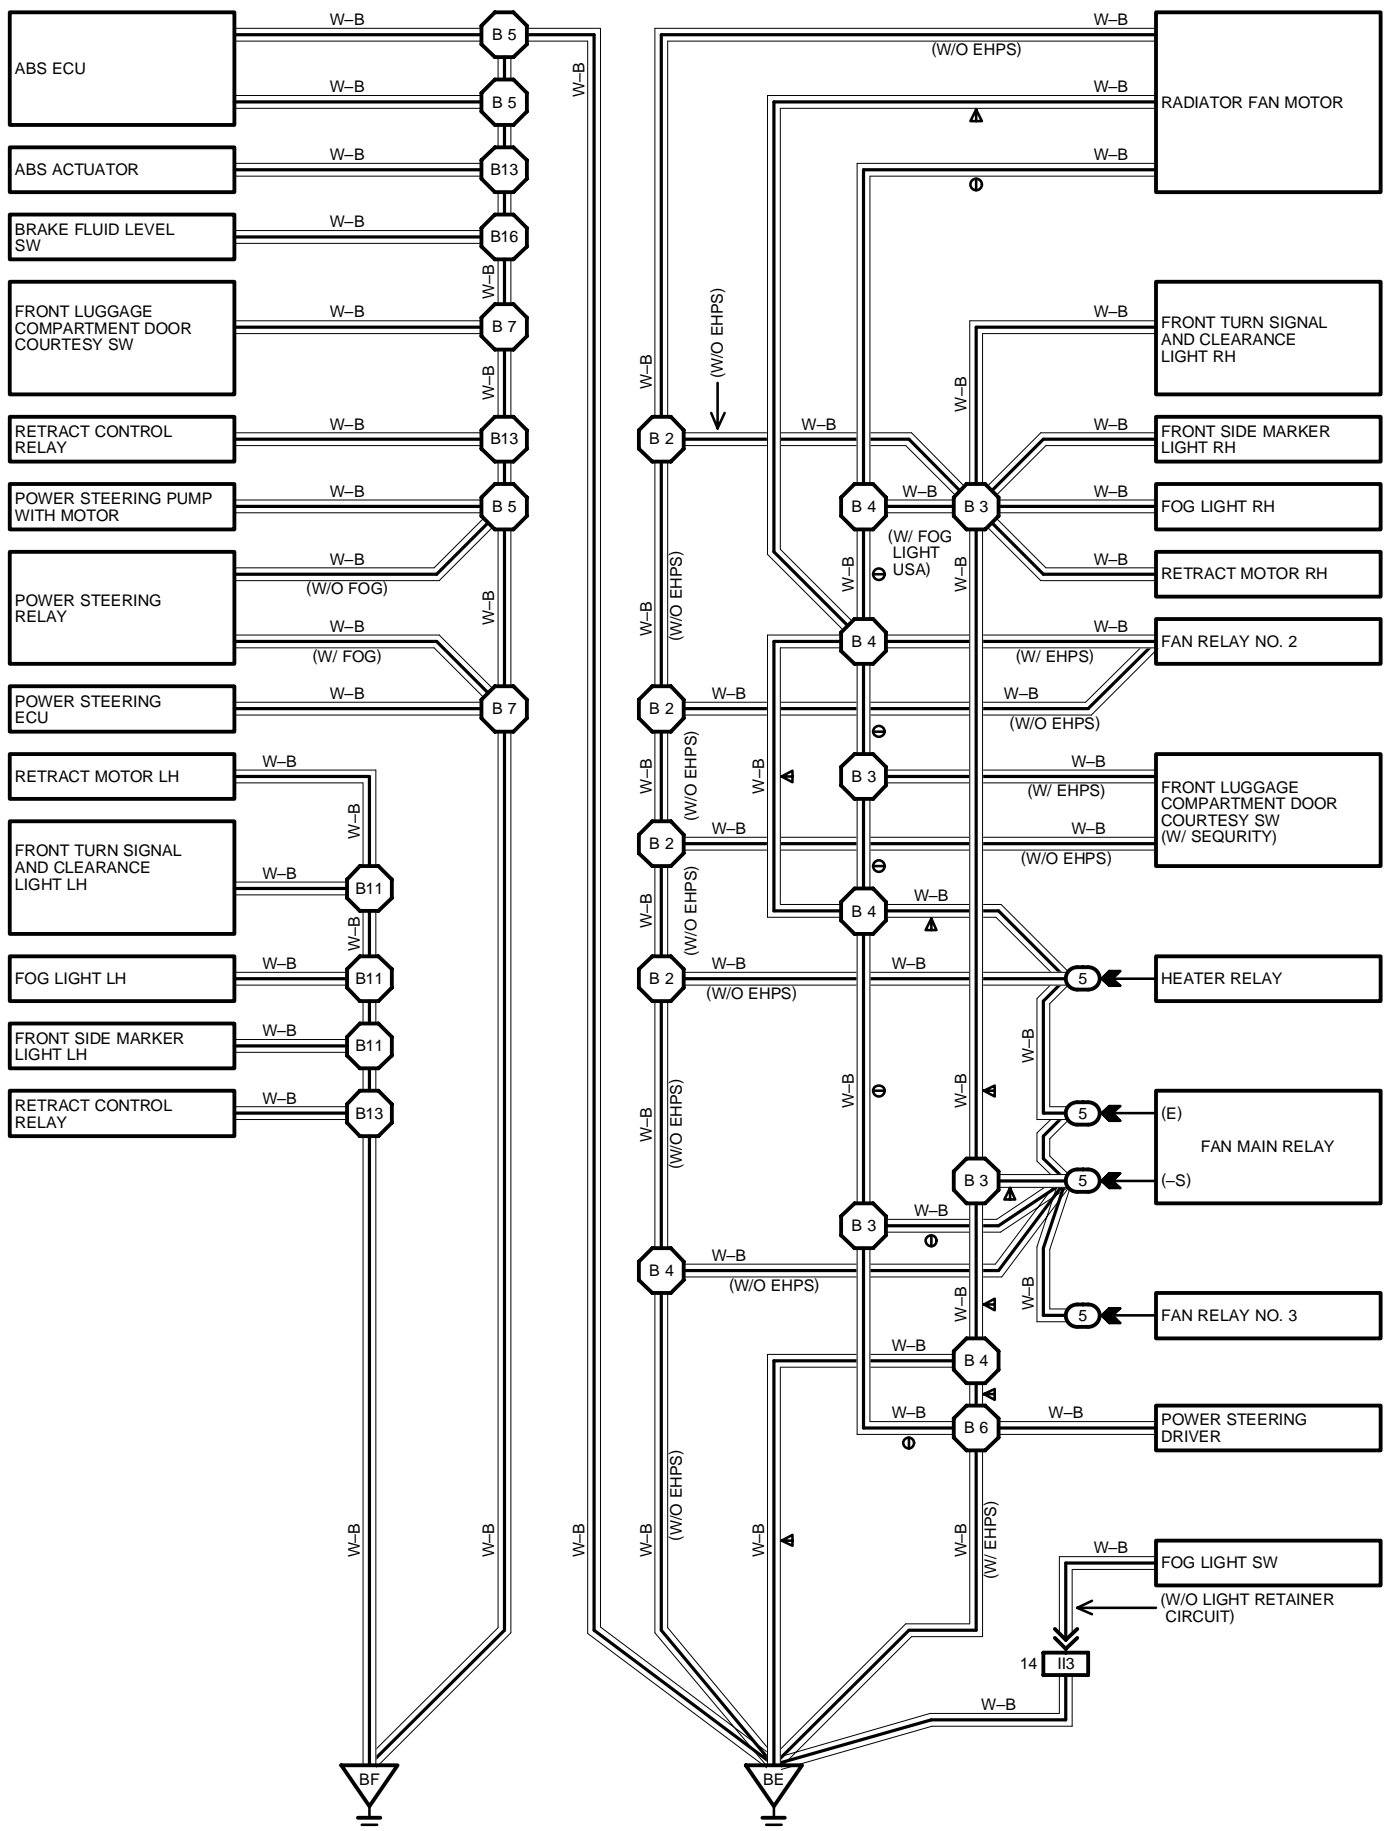 ABS ECU
W–B
B 5
W–B
B 5
W–B
ABS ACTUATOR
W–B
B13
BRAKE FLUID LEVEL
SW
W–B
B16
W–B
FRONT LUGGAGE
COMPARTMENT DOOR
COURTESY SW
W–B
B 7
W–B
RETRACT CONTROL
RELAY
W–B
B13
POWER STEERING PUMP
WITH MOTOR
W–B
B 5
POWER STEERING
RELAY
W–B
(W/O FOG)
W–B
W–B
(W/ FOG)
POWER STEERING
ECU
W–B
B 7
RETRACT MOTOR LH
W–B
W–B
FRONT TURN SIGNAL
AND CLEARANCE
LIGHT LH
W–B
B11
W–B
FOG LIGHT LH
W–B
B11
FRONT SIDE MARKER
LIGHT LH
W–B
B11
RETRACT CONTROL
RELAY
W–B
B13
W–B
W–B
W–B
BF
W–B
(W/O EHPS)
W–B
W–B
RADIATOR FAN MOTOR
W–B
(W/O EHPS)
B 2
W–B
W–B
W–B
FRONT TURN SIGNAL
AND CLEARANCE
LIGHT RH
W–B
FRONT SIDE MARKER
LIGHT RH
B 4
W–B
(W/ FOG
LIGHT
USA)
B 3
W–B
FOG LIGHT RH
W–B
W–B
W–B
RETRACT MOTOR RH
W–B
(W/O EHPS)
B 4
W–B
(W/ EHPS)
FAN RELAY NO. 2
B 2
W–B
W–B
(W/O EHPS)
W–B
(W/O EHPS)
W–B
B 3
W–B
(W/ EHPS)
FRONT LUGGAGE
COMPARTMENT DOOR
COURTESY SW
(W/ SEQURITY)
B 2
W–B
W–B
(W/O EHPS)
W–B
(W/O EHPS)
B 4
W–B
B 2
W–B
(W/O EHPS)
W–B
5
HEATER RELAY
W–B
W–B
W–B
W–B
(W/O EHPS)
5
(E)
FAN MAIN RELAY
B 3
5
(–S)
B 3
W–B
B 4
W–B
(W/O EHPS)
W–B
W–B
5
FAN RELAY NO. 3
W–B
B 4
W–B
B 6
W–B
POWER STEERING
DRIVER
W–B
(W/O EHPS)
W–B
W–B
(W/ EHPS)
W–B
FOG LIGHT SW
(W/O LIGHT RETAINER
CIRCUIT)
14
II3
W–B
BE